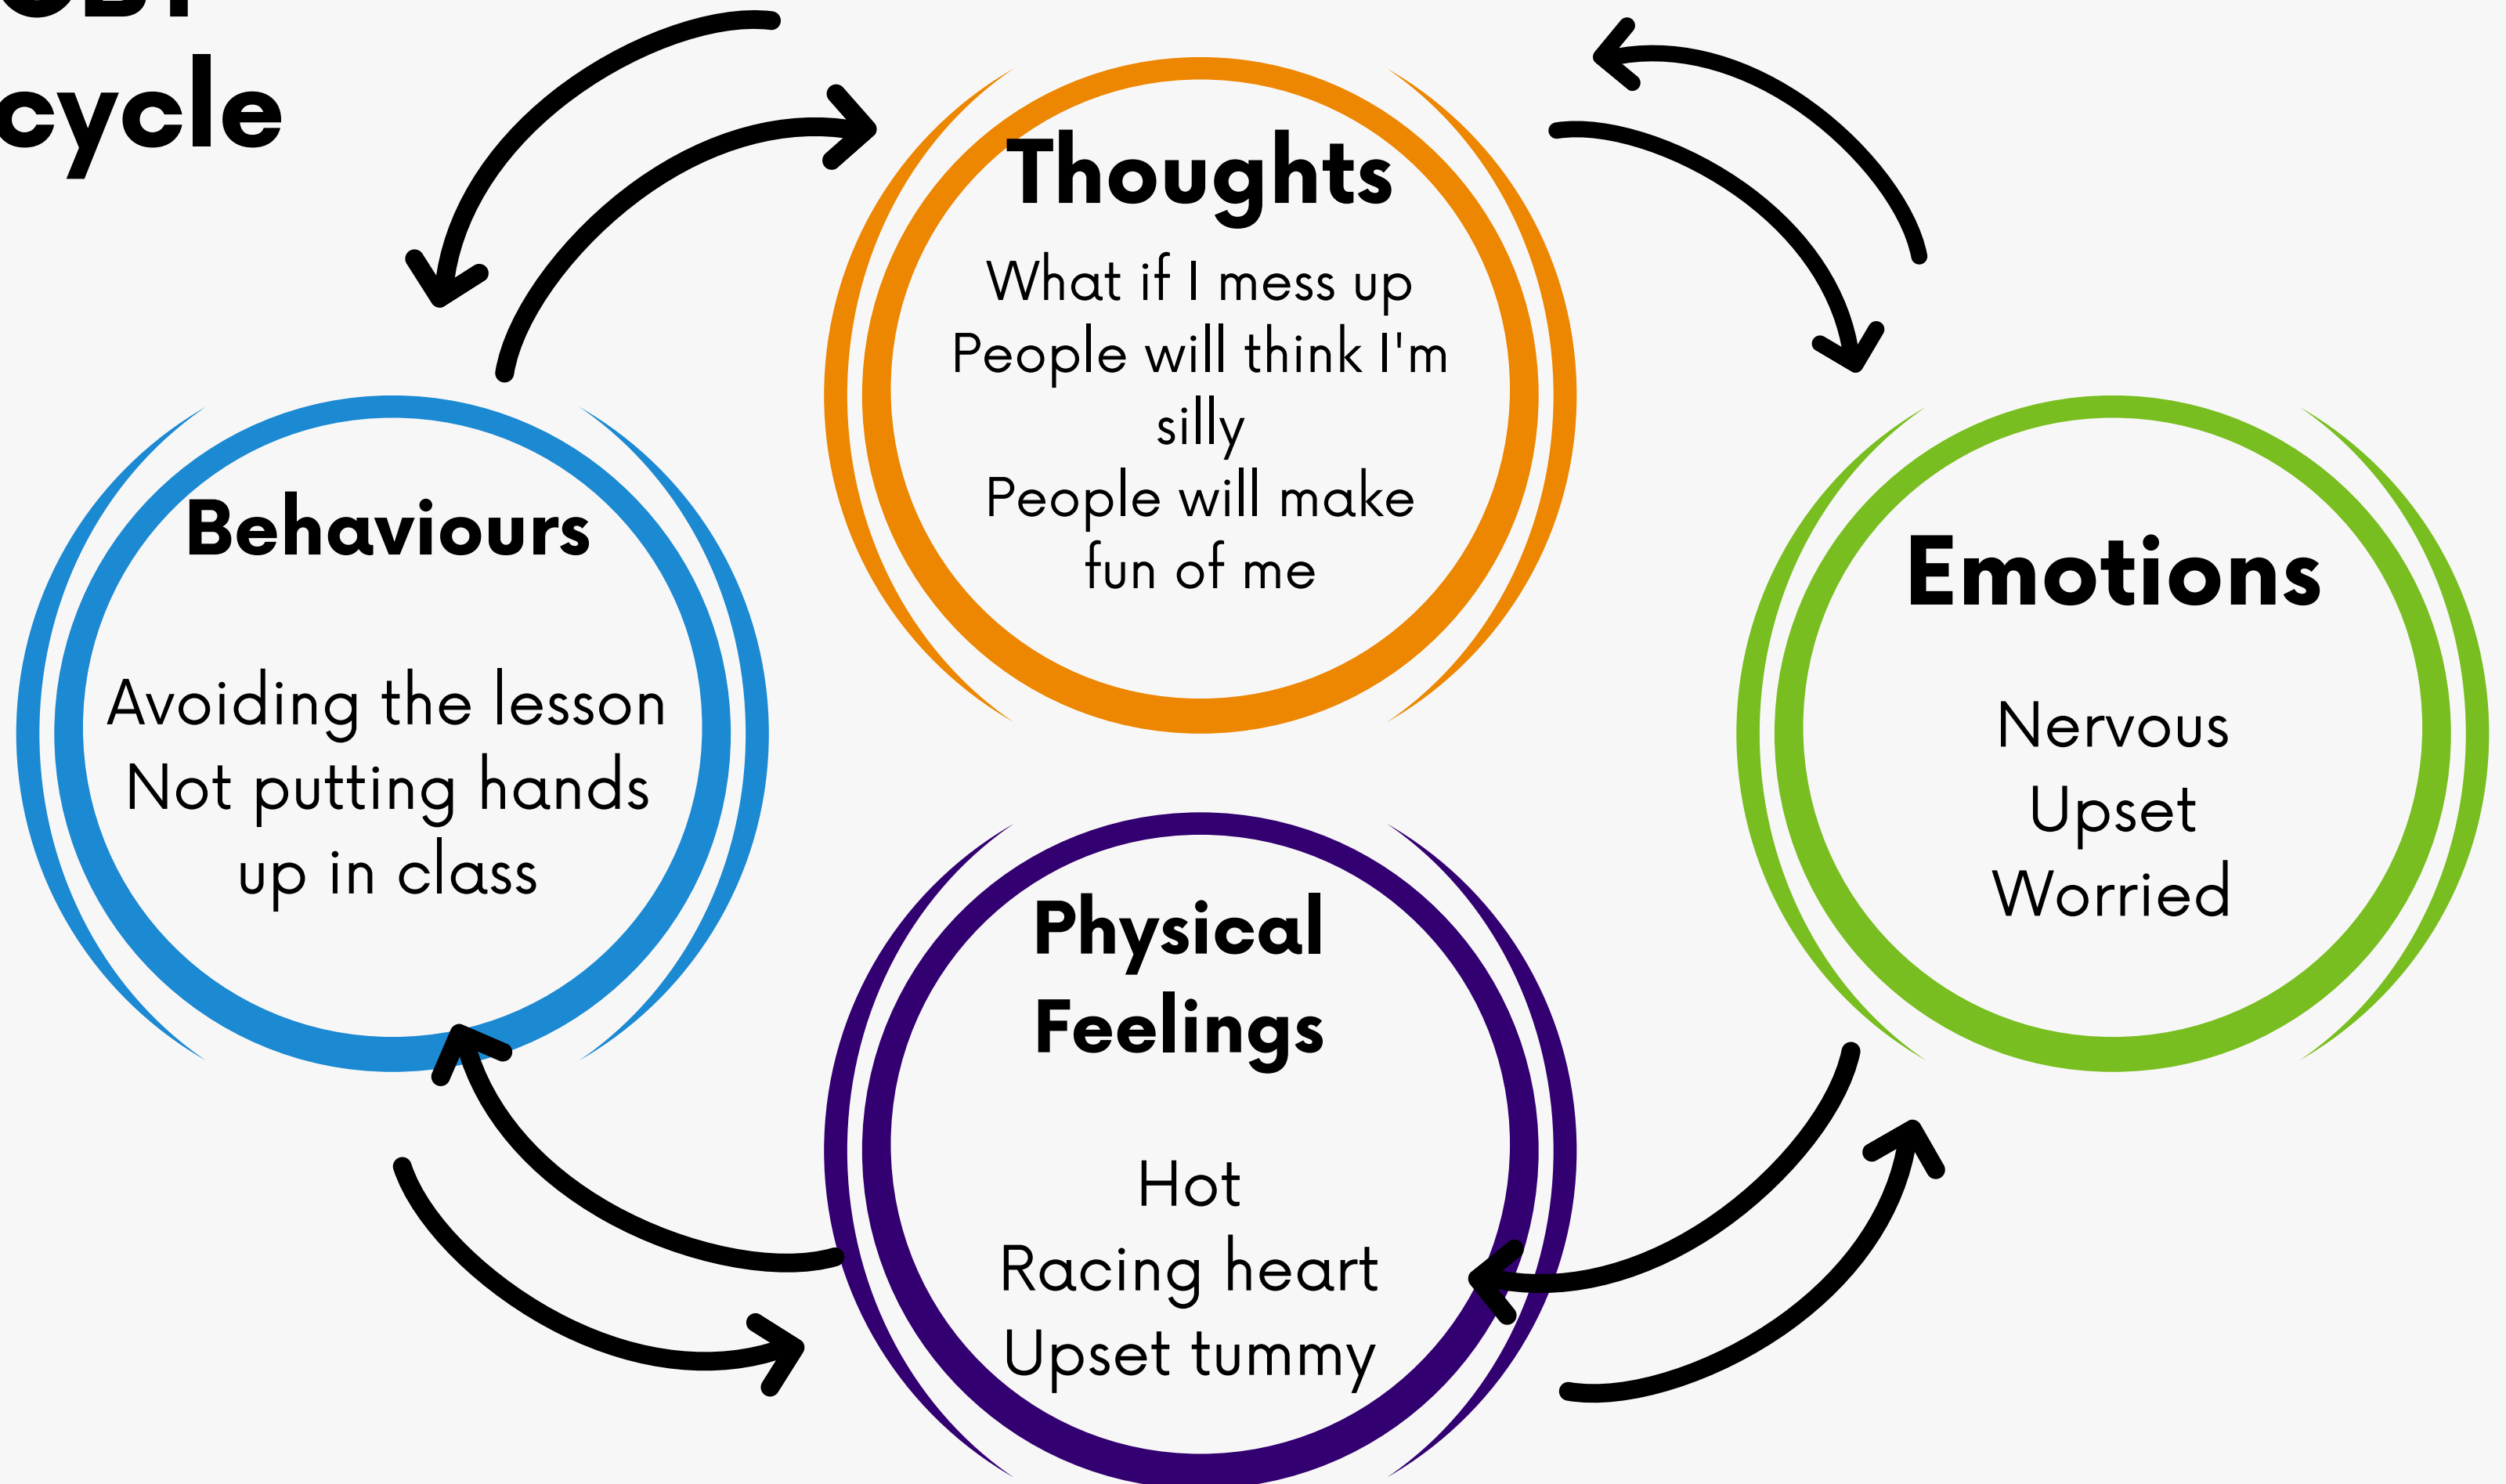 cycle
Thoughts
What if I mess up
People will think I'm
silly
People will make
fun of me
Behaviours
Avoiding the lesson
Not putting hands
up in class
Emotions
Nervous
Upset
Worried
Physical
Feelings
Hot
Racing heart
Upset tummy